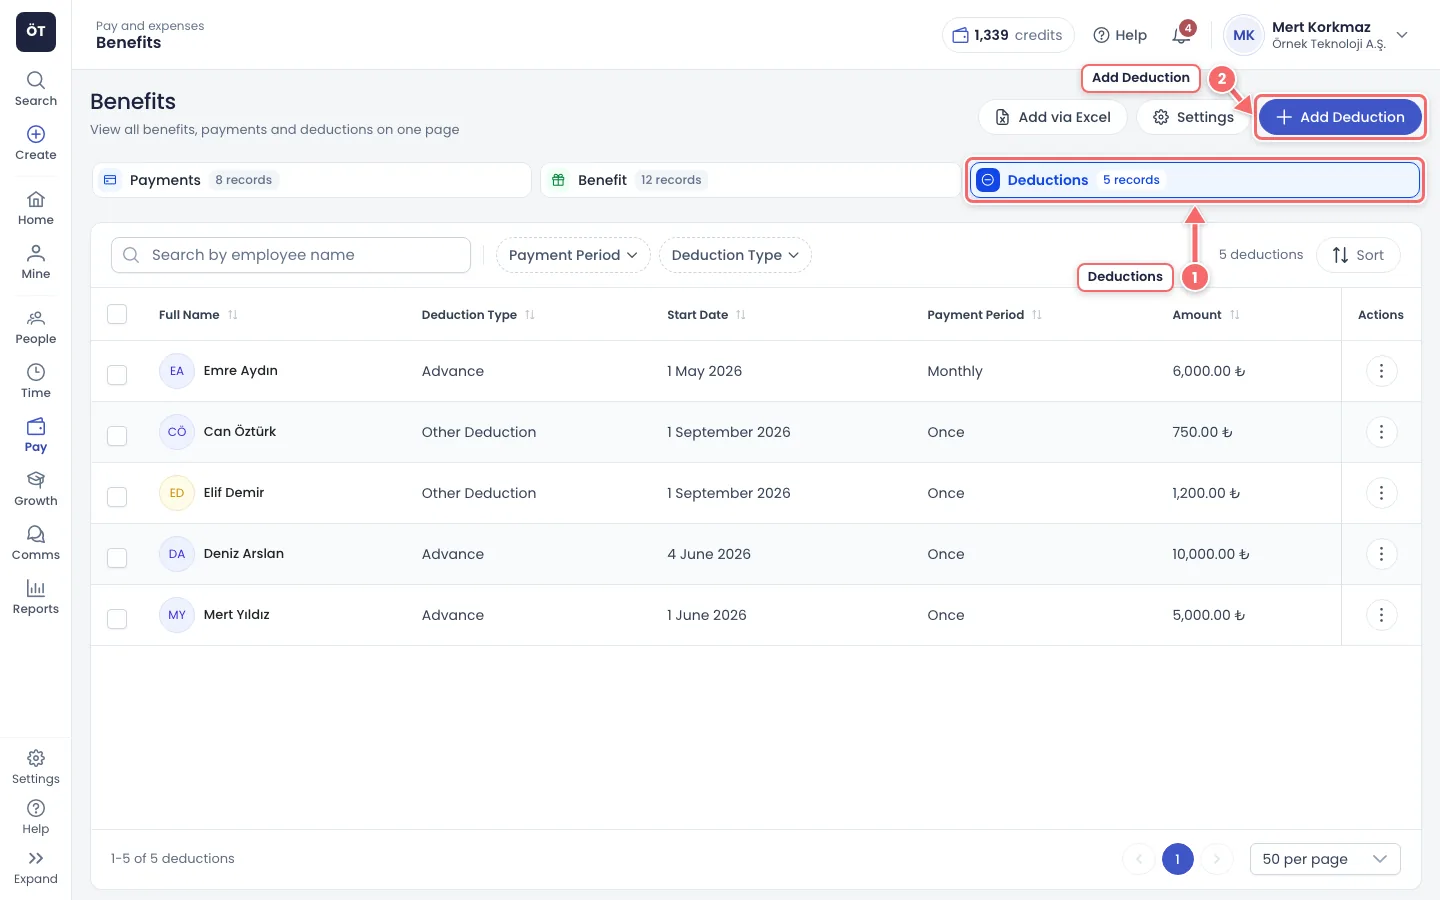 ÖT
Search
Create
Home
Mine
People
Time
Pay
Growth
Comms
Reports
Settings
Help
Expand
Pay and expenses
Benefits
1,339 credits
Help
4
MK
Mert Korkmaz
Örnek Teknoloji A.Ş.
Benefits
View all benefits, payments and deductions on one page
Add Deduction
2
Add via Excel
Settings
Add Deduction
Payments 8 records
Benefit 12 records
Deductions 5 records
Search by employee name
Payment Period
Deduction Type
Deductions
1
5 deductions
Sort
Full Name Deduction Type Start Date Payment Period Amount Actions
EA Emre Aydın Advance 1 May 2026 Monthly 6,000.00 ₺
CÖ Can Öztürk Other Deduction 1 September 2026 Once 750.00 ₺
ED Elif Demir Other Deduction 1 September 2026 Once 1,200.00 ₺
DA Deniz Arslan Advance 4 June 2026 Once 10,000.00 ₺
MY Mert Yıldız Advance 1 June 2026 Once 5,000.00 ₺
1-5 of 5 deductions
1
50 per page